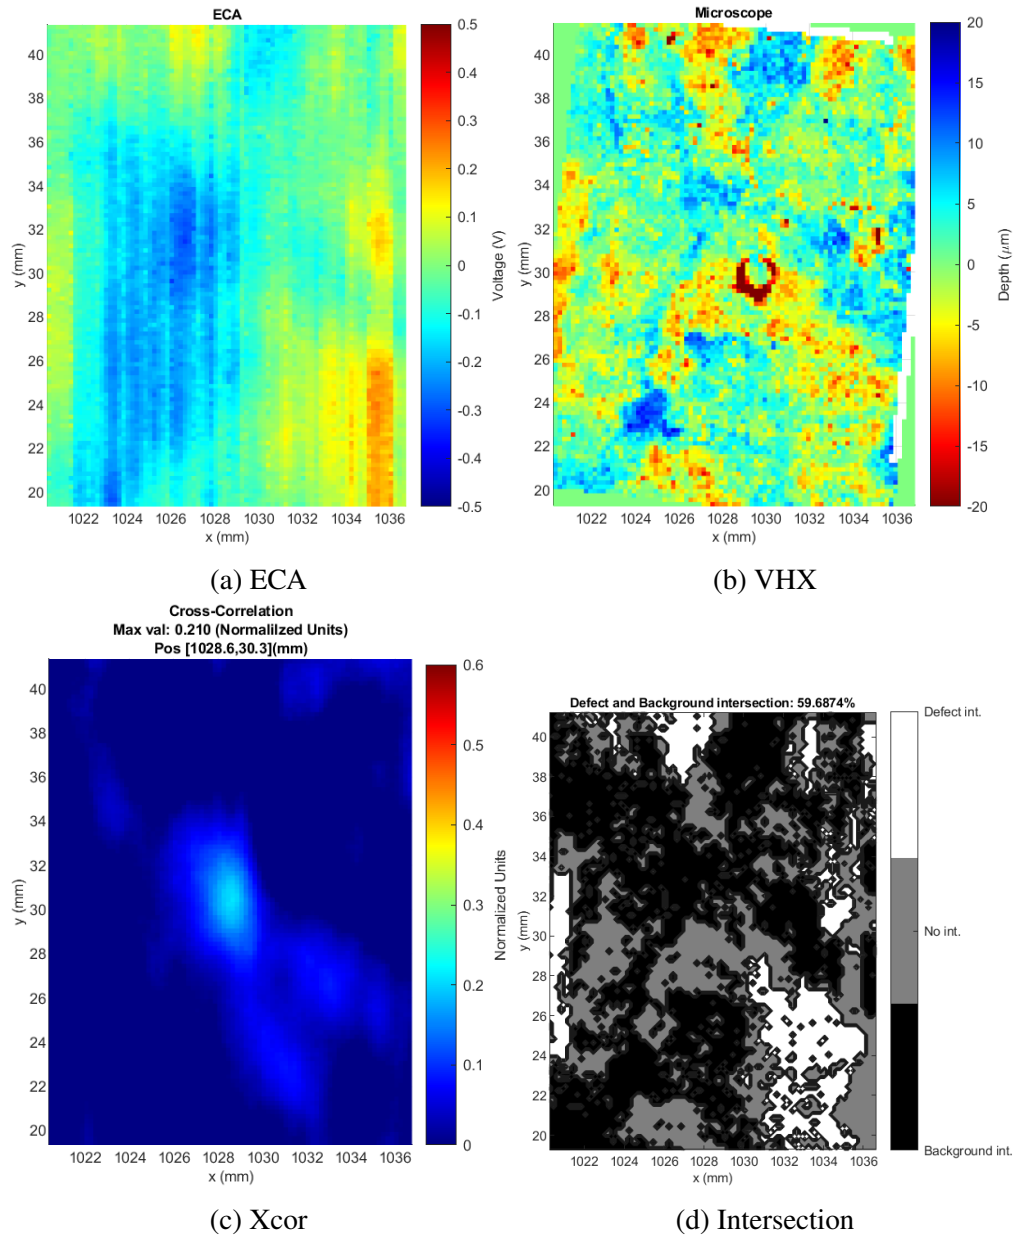 ECA
40
38
36
34
32
30
28
26
24
22
20
y (mm)
1022 1024 1026 1028 1030 1032 1034 1036
x (mm)
0.5
0.4
0.3
0.2
0.1
0
-0.1
-0.2
-0.3
-0.4
-0.5
Voltage (V)
(a) ECA
Microscope
40
38
36
34
32
30
28
26
24
22
20
y (mm)
1022 1024 1026 1028 1030 1032 1034 1036
x (mm)
20
15
10
5
0
-5
-10
-15
-20
Depth (μm)
(b) VHX
Cross-Correlation
Max val: 0.210 (Normalilzed Units)
Pos [1028.6,30.3](mm)
40
38
36
34
32
30
28
26
24
22
20
y (mm)
1022 1024 1026 1028 1030 1032 1034 1036
x (mm)
0.6
0.5
0.4
0.3
0.2
0.1
0
Normalized Units
(c) Xcor
Defect and Background intersection: 59.6874%
40
38
36
34
32
30
28
26
24
22
20
y (mm)
1022 1024 1026 1028 1030 1032 1034 1036
x (mm)
Defect int.
No int.
Background int.
(d) Intersection